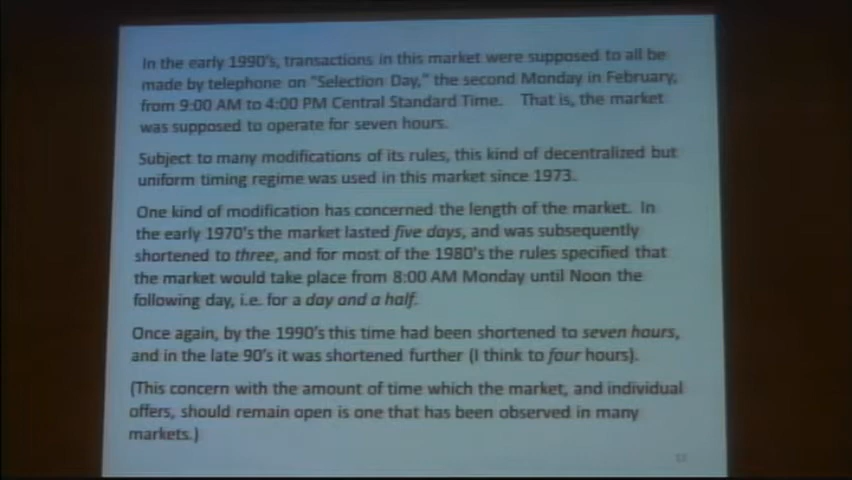 In the early 1990's, transactions in this market were supposed to all be
made by telephone on "Selection Day," the second Monday in February,
from 9:00 AM to 4:00 PM Central Standard Time. That is, the market
was supposed to operate for seven hours.
Subject to many modifications of its rules, this kind of decentralized but
uniform timing regime was used in this market since 1973.
One kind of modification has concerned the length of the market. In
the early 1970's the market lasted five days, and was subsequently
shortened to three, and for most of the 1980's the rules specified that
the market would take place from 8:00 AM Monday until Noon the
following day, i.e. for a day and a half.
Once again, by the 1990's this time had been shortened to seven hours,
and in the late 90's it was shortened further (I think to four hours).
(This concern with the amount of time which the market, and individual
offers, should remain open is one that has been observed in many
markets.)